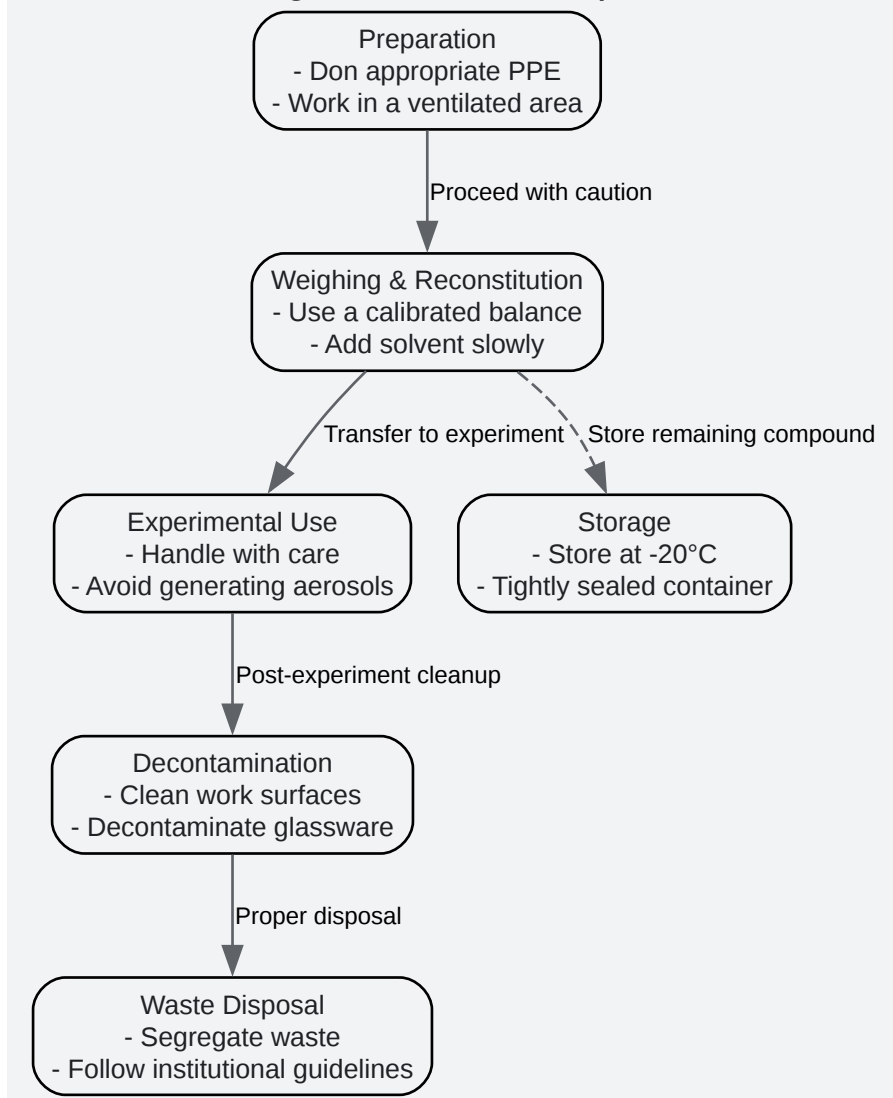 Preparation
- Don appropriate PPE
- Work in a ventilated area
Proceed with caution
Weighing & Reconstitution
- Use a calibrated balance
- Add solvent slowly
Transfer to experiment
Store remaining compound
Experimental Use
- Handle with care
- Avoid generating aerosols
Storage
- Store at -20°C
- Tightly sealed container
Post-experiment cleanup
Decontamination
- Clean work surfaces
- Decontaminate glassware
Proper disposal
Waste Disposal
- Segregate waste
- Follow institutional guidelines